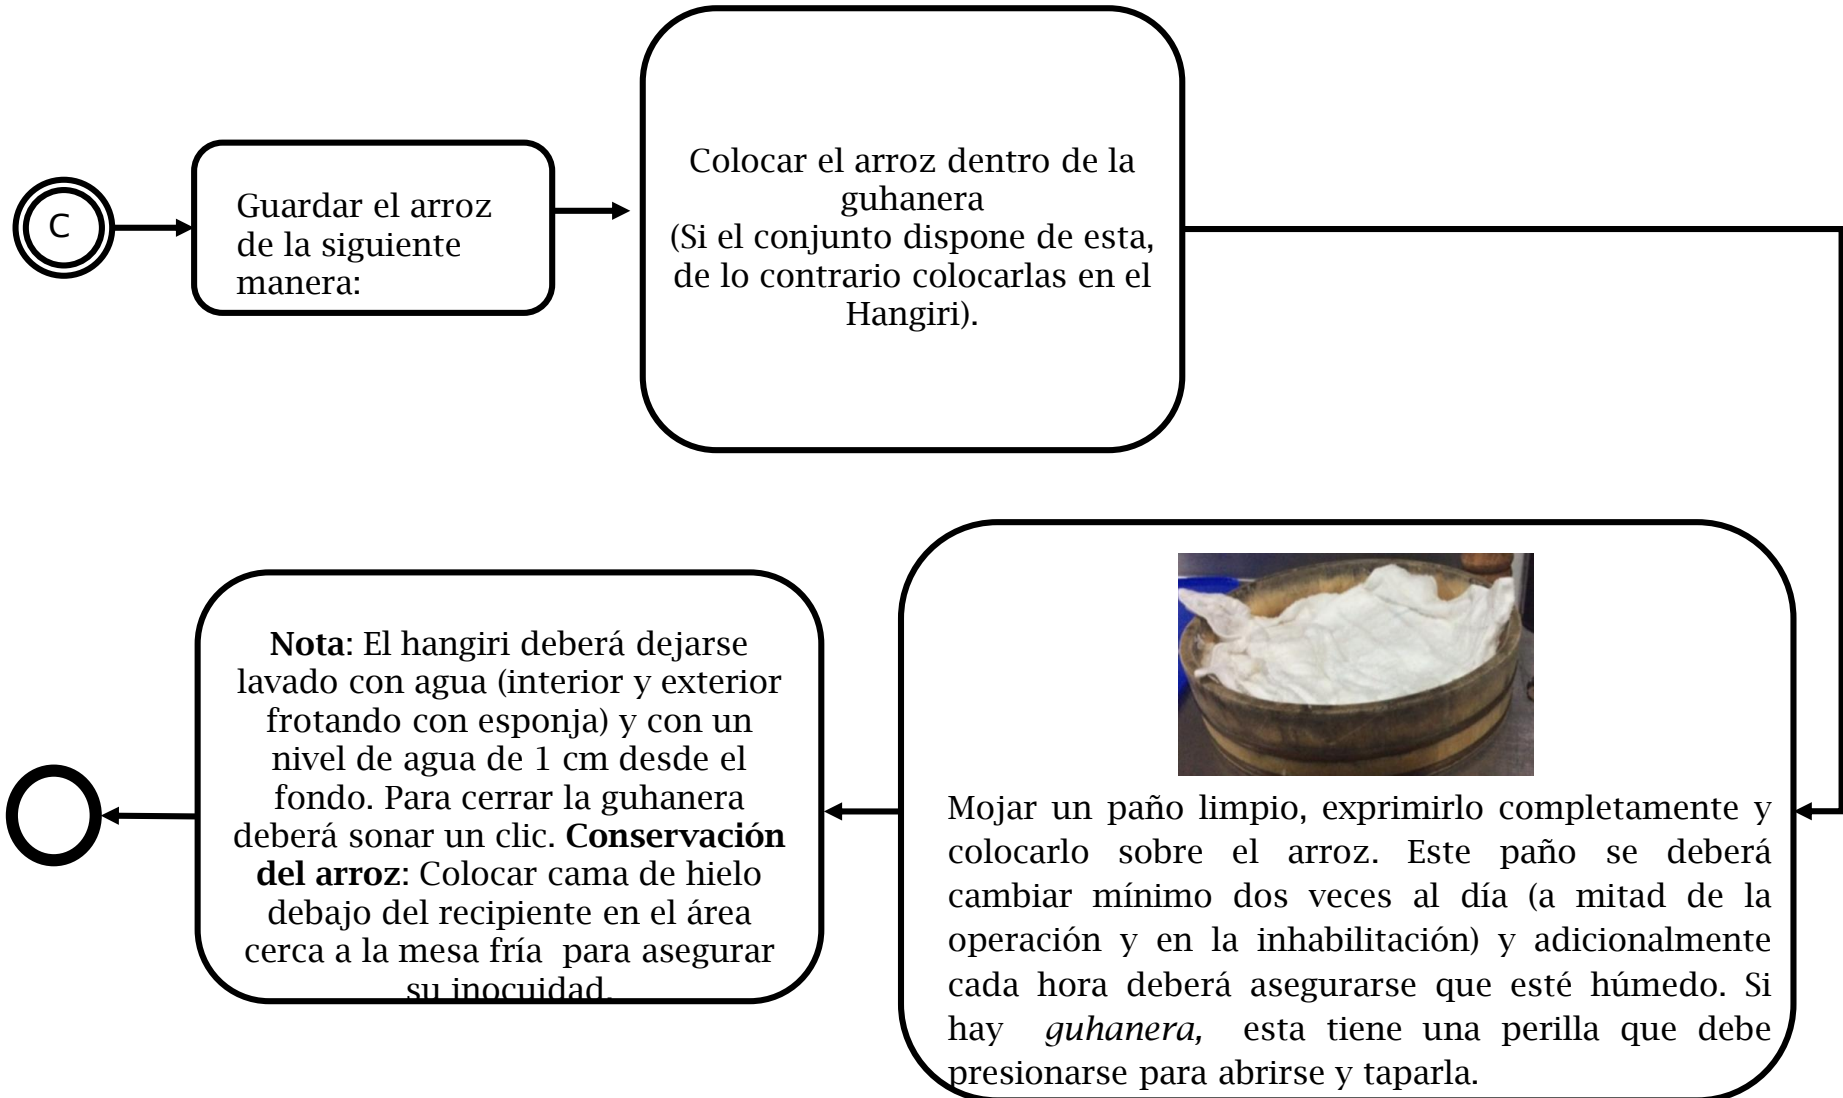 C
Guardar el arroz
de la siguiente
manera:
Colocar el arroz dentro de la
guhanera
(Si el conjunto dispone de esta,
de lo contrario colocarlas en el
Hangiri).
Mojar un paño limpio, exprimirlo completamente y
colocarlo sobre el arroz. Este paño se deberá
cambiar mínimo dos veces al día (a mitad de la
operación y en la inhabilitación) y adicionalmente
cada hora deberá asegurarse que esté húmedo. Si
hay guhanera, esta tiene una perilla que debe
presionarse para abrirse y taparla.
Nota: El hangiri deberá dejarse
lavado con agua (interior y exterior
frotando con esponja) y con un
nivel de agua de 1 cm desde el
fondo. Para cerrar la guhanera
deberá sonar un clic. Conservación
del arroz: Colocar cama de hielo
debajo del recipiente en el área
cerca a la mesa fría para asegurar
su inocuidad.